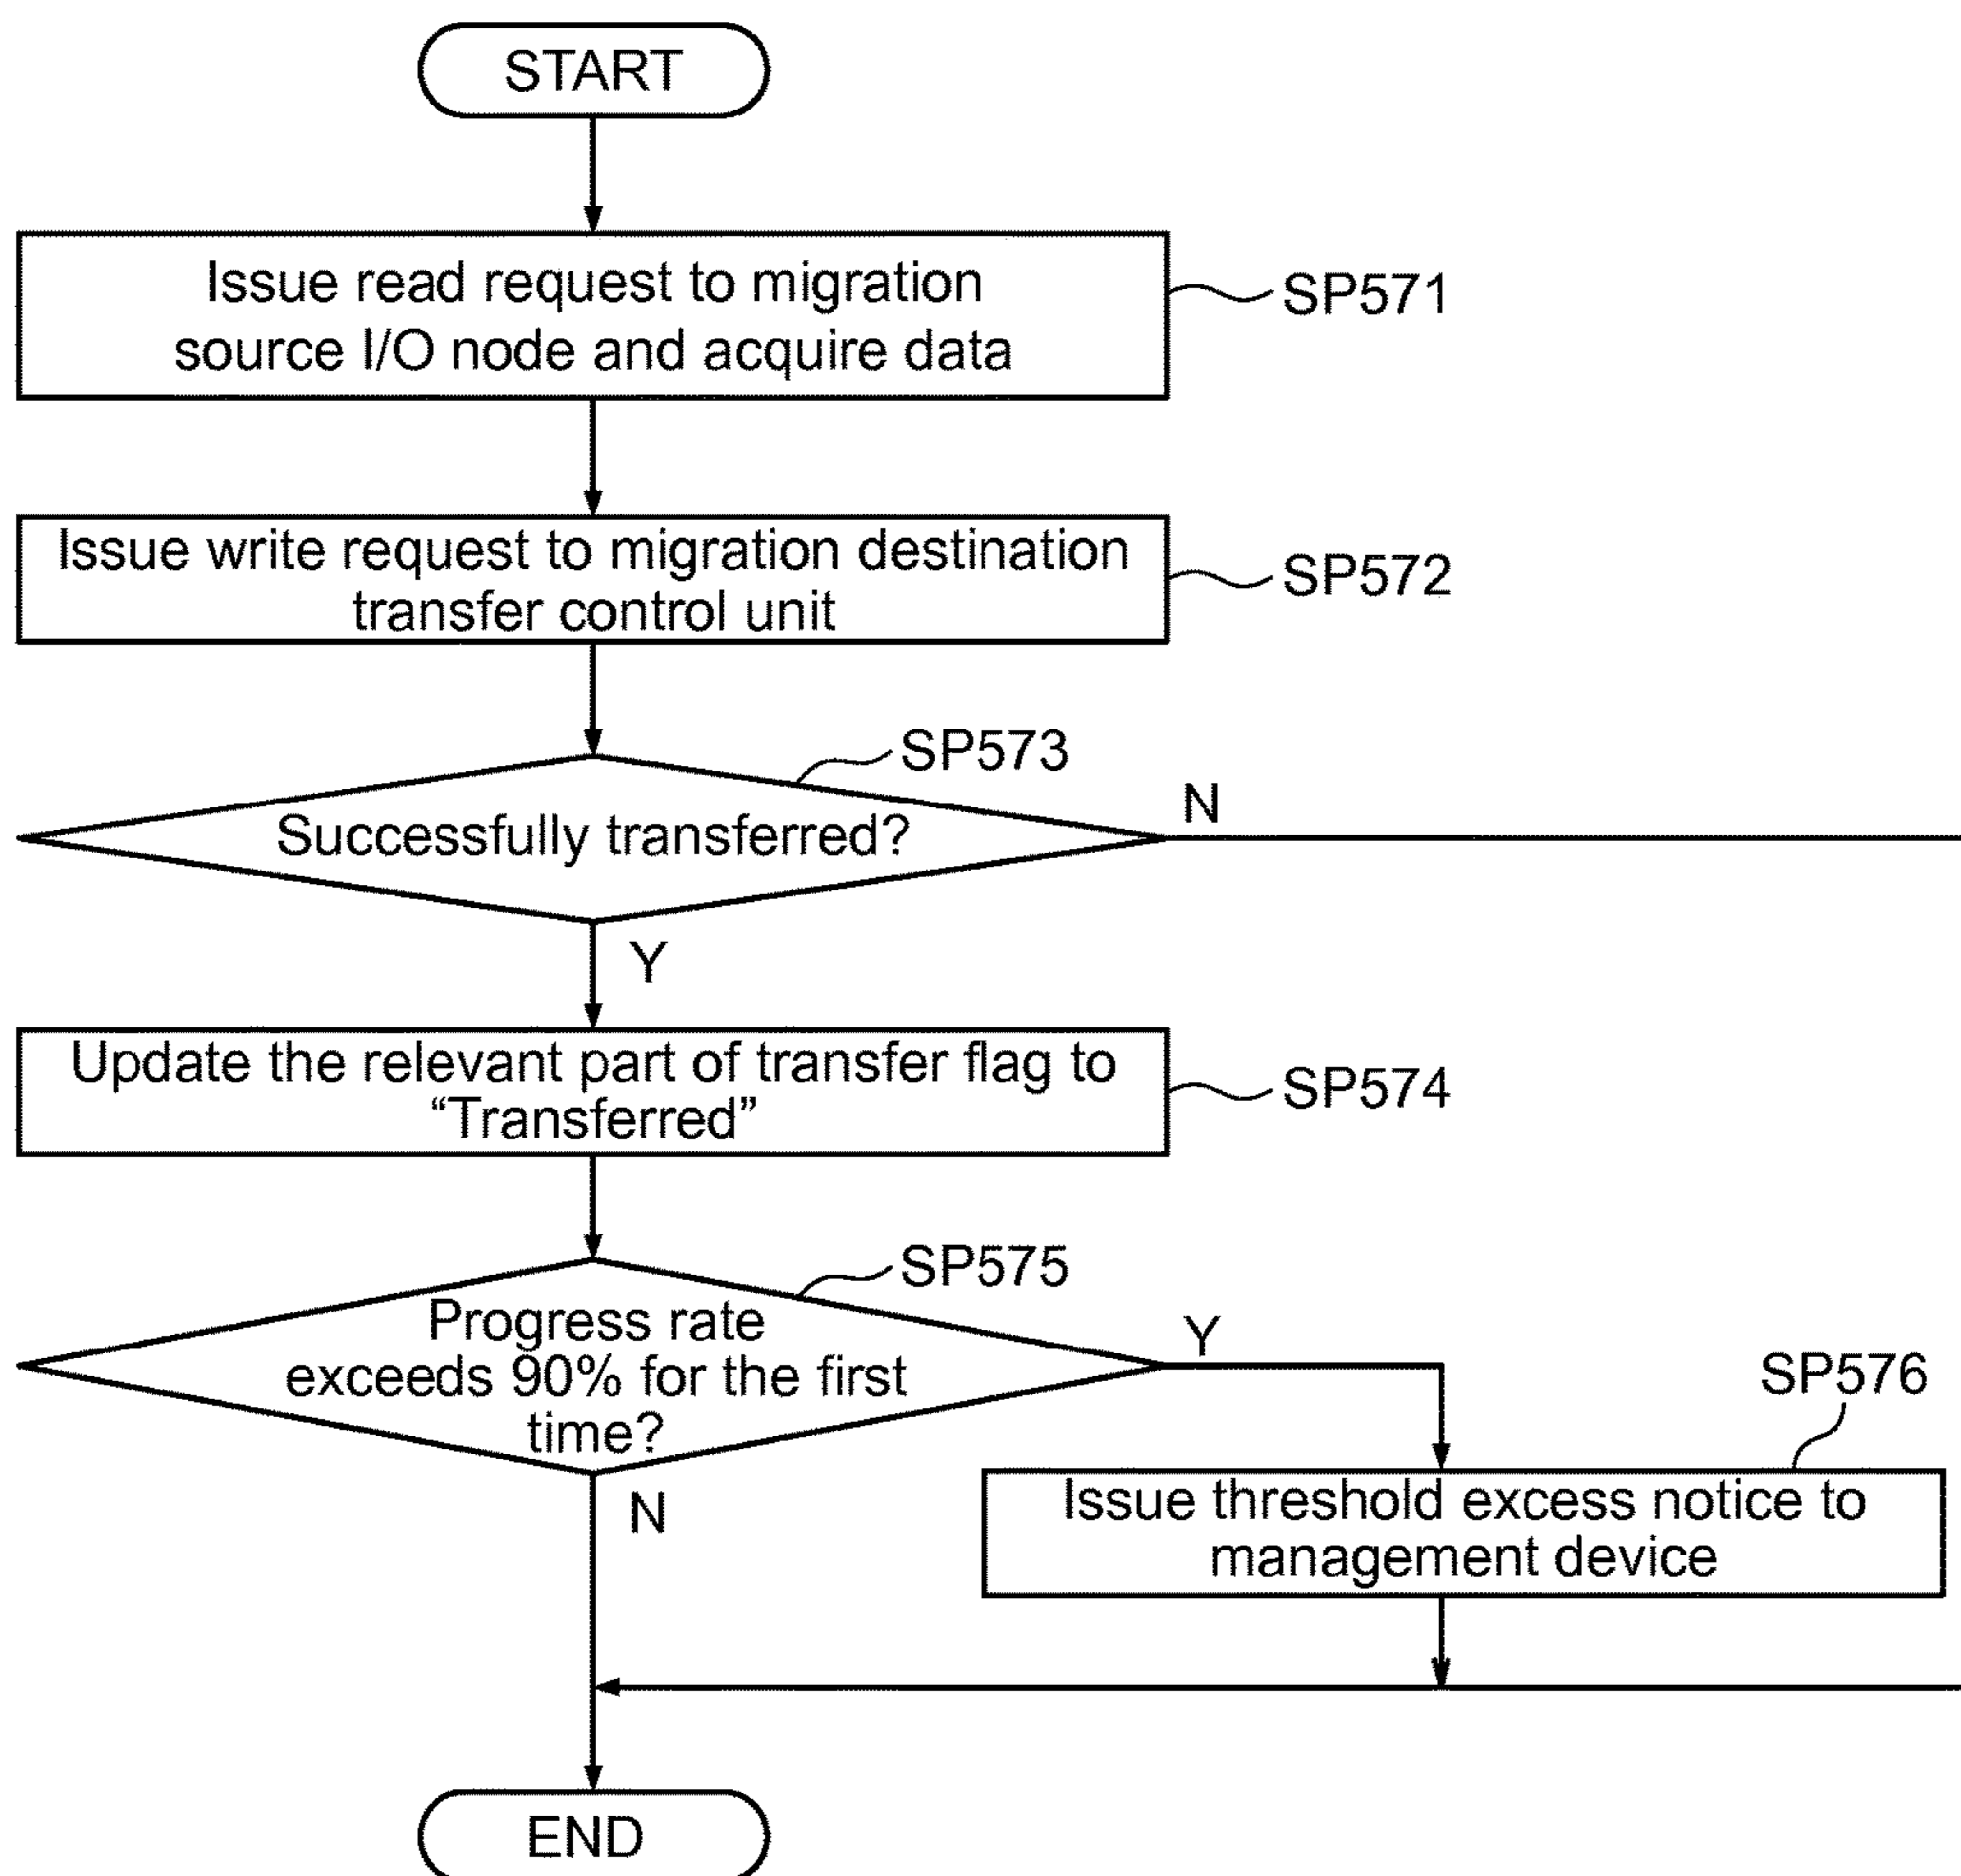 START
Issue read request to migration
source I/O node and acquire data
SP571
Issue write request to migration destination
transfer control unit
SP572
SP573
Successfully transferred?
N
Y
Update the relevant part of transfer flag to
“Transferred”
SP574
SP575
Progress rate
exceeds 90% for the first
time?
Y
SP576
N
Issue threshold excess notice to
management device
END